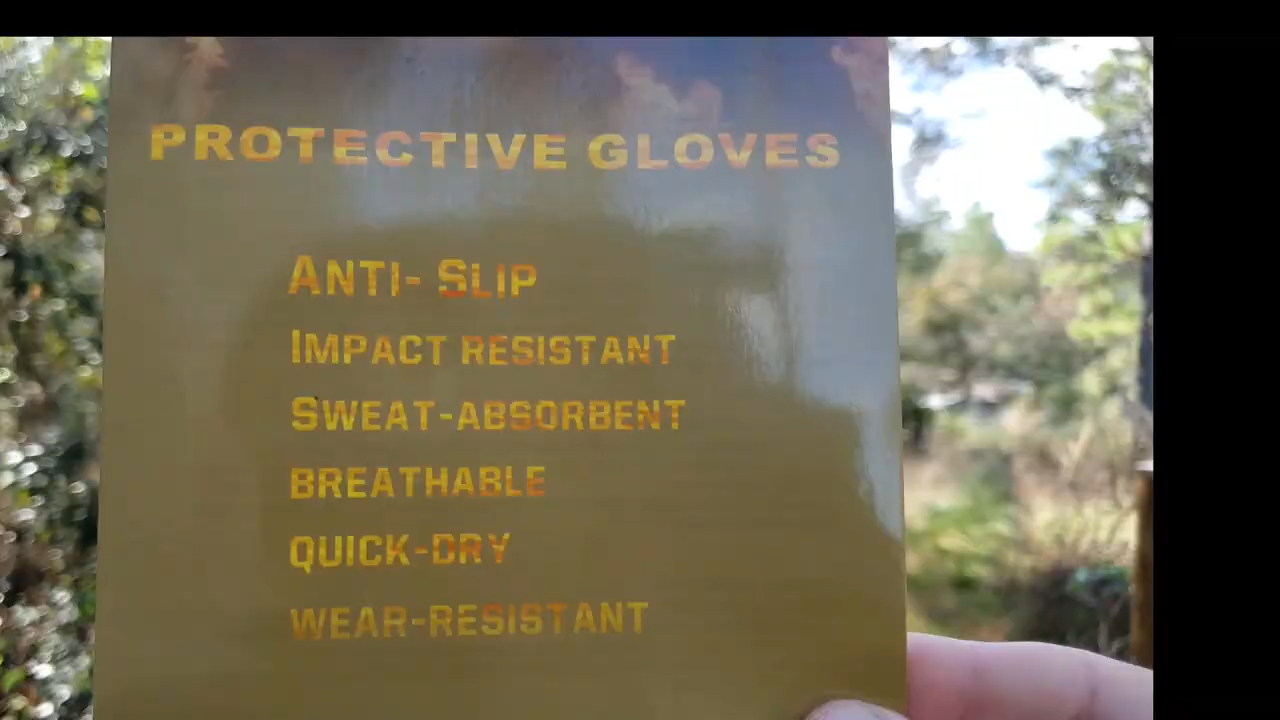 PROTECTIVE GLOVES
ANTI- SLIP
IMPACT RESISTANT
SWEAT-ABSORBENT
BREATHABLE
QUICK-DRY
WEAR-RESISTANT